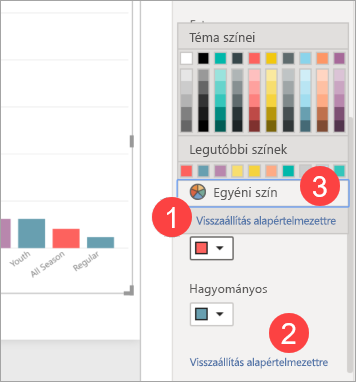 Téma színei
Legutóbbi színek
Egyéni szín
3
1
Visszaállítás alapértelmezettre
Hagyományos
2
Visszaállítás alapértelmezettre
Youth
All Season
Regular